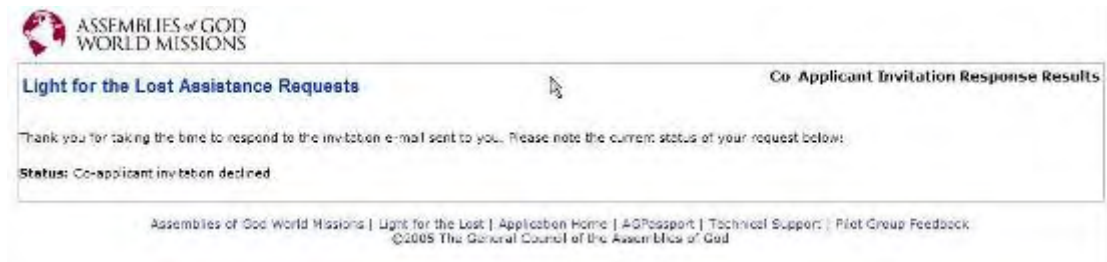 ASSEMBLIES of GOD
WORLD MISSIONS
Light for the Lost Assistance Requests
Co Applicant Invitation Response Results
Thank you for taking the time to respond to the invitation e-mail sent to you. Please note the current status of your request below:
Status: Co-applicant invitation declined
Assemblies of God World Missions | Light for the Lost | Application Home | AGPassport | Technical Support | Pilot Group Feedback
©2005 The General Council of the Assemblies of God